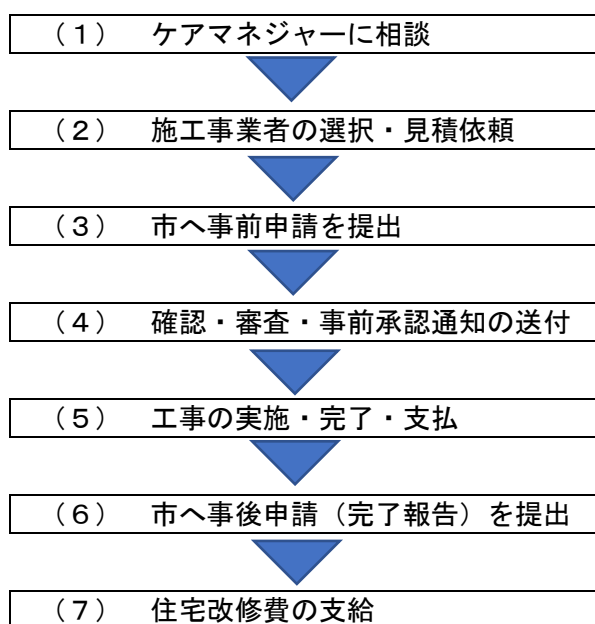 （１）　ケアマネジャーに相談
（２）　施工事業者の選択・見積依頼
（３）　市へ事前申請を提出
（４）　確認・審査・事前承認通知の送付
（５）　工事の実施・完了・支払
（６）　市へ事後申請（完了報告）を提出
（７）　住宅改修費の支給